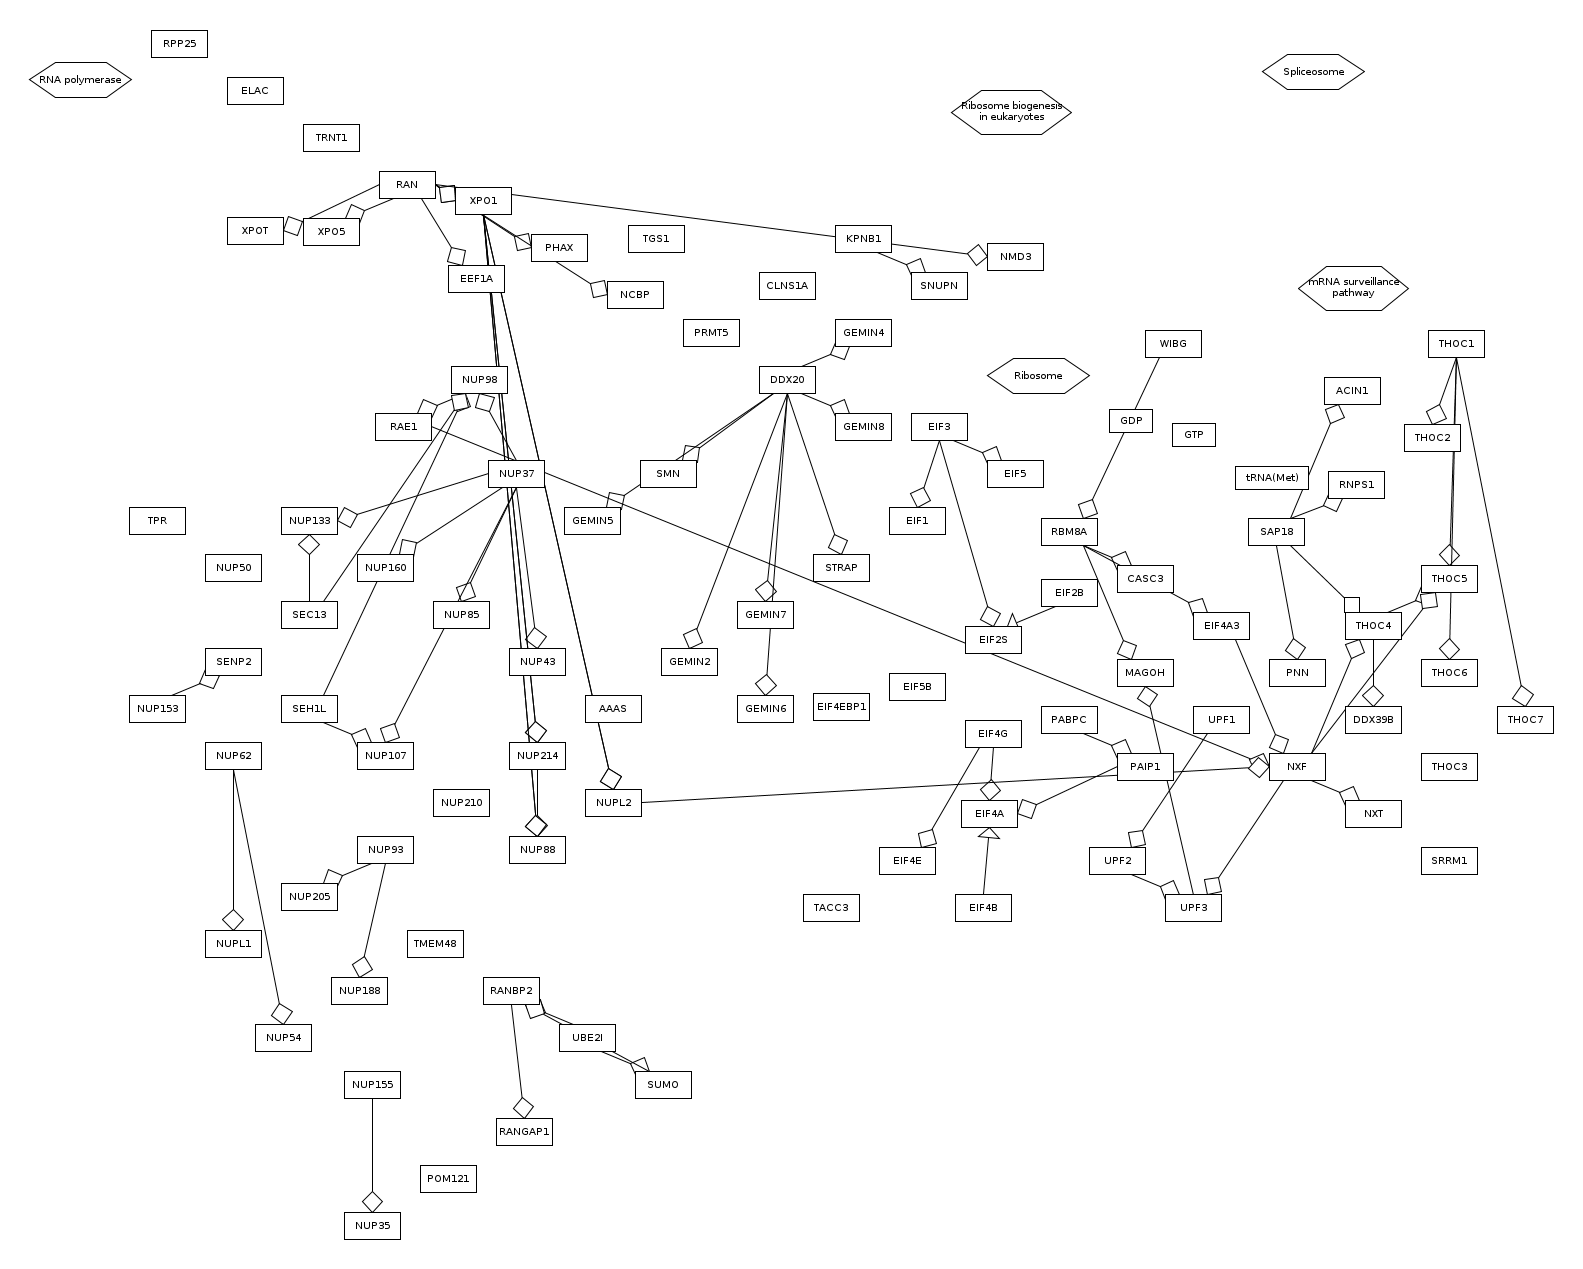 RPP25
RNA polymerase
Spliceosome
ELAC
Ribosome biogenesis
in eukaryotes
TRNT1
RAN
XPO1
XPOT
XPO5
PHAX
TGS1
KPNB1
NMD3
EEF1A
NCBP
CLNS1A
SNUPN
mRNA surveillance
pathway
PRMT5
GEMIN4
WIBG
THOC1
NUP98
DDX20
Ribosome
ACIN1
RAE1
GEMIN8
EIF3
GDP
GTP
THOC2
NUP37
SMN
EIF5
tRNA(Met)
RNPS1
TPR
NUP133
GEMIN5
EIF1
RBM8A
SAP18
NUP50
NUP160
STRAP
CASC3
THOC5
SEC13
NUP85
GEMIN7
EIF2B
EIF4A3
THOC4
EIF2S
SENP2
NUP43
GEMIN2
MAGOH
PNN
THOC6
EIF5B
NUP153
SEH1L
AAAS
GEMIN6
EIF4EBP1
PABPC
UPF1
DDX39B
THOC7
EIF4G
NUP62
NUP107
NUP214
PAIP1
NXF
THOC3
NUP210
NUPL2
EIF4A
NXT
NUP93
NUP88
EIF4E
UPF2
SRRM1
NUP205
TACC3
EIF4B
UPF3
NUPL1
TMEM48
NUP188
RANBP2
NUP54
UBE2I
NUP155
SUMO
RANGAP1
POM121
NUP35